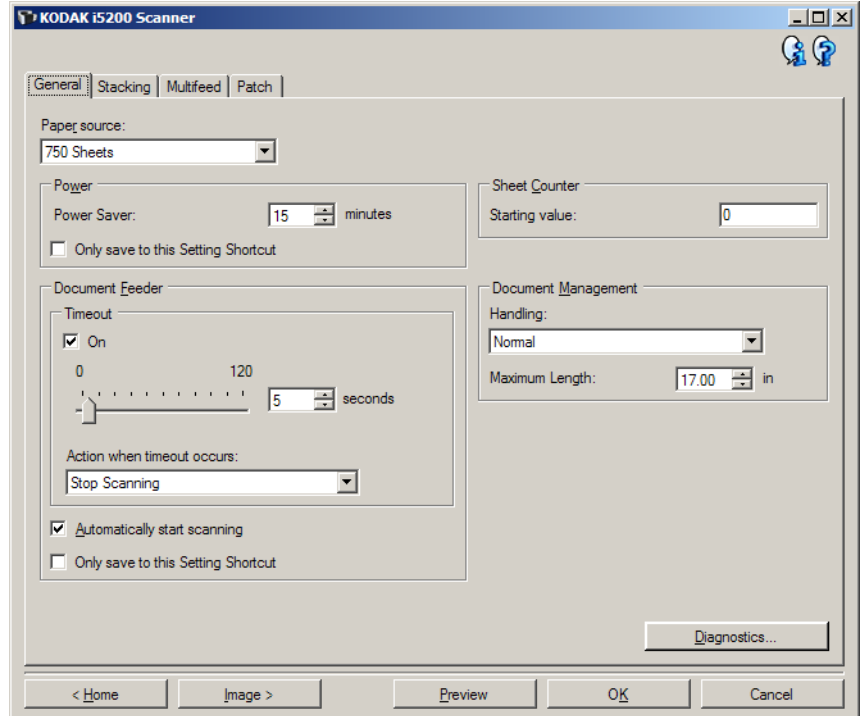 KODAK i5200 Scanner
General Stacking Multifeed Patch
Paper source:
750 Sheets
Power
Power Saver: 15 minutes
Only save to this Setting Shortcut
Sheet Counter
Starting value: 0
Document Feeder
Timeout
On
0 120
5 seconds
Action when timeout occurs:
Stop Scanning
Automatically start scanning
Only save to this Setting Shortcut
Document Management
Handling:
Normal
Maximum Length: 17.00 in
Diagnostics...
< Home Image > Preview OK Cancel